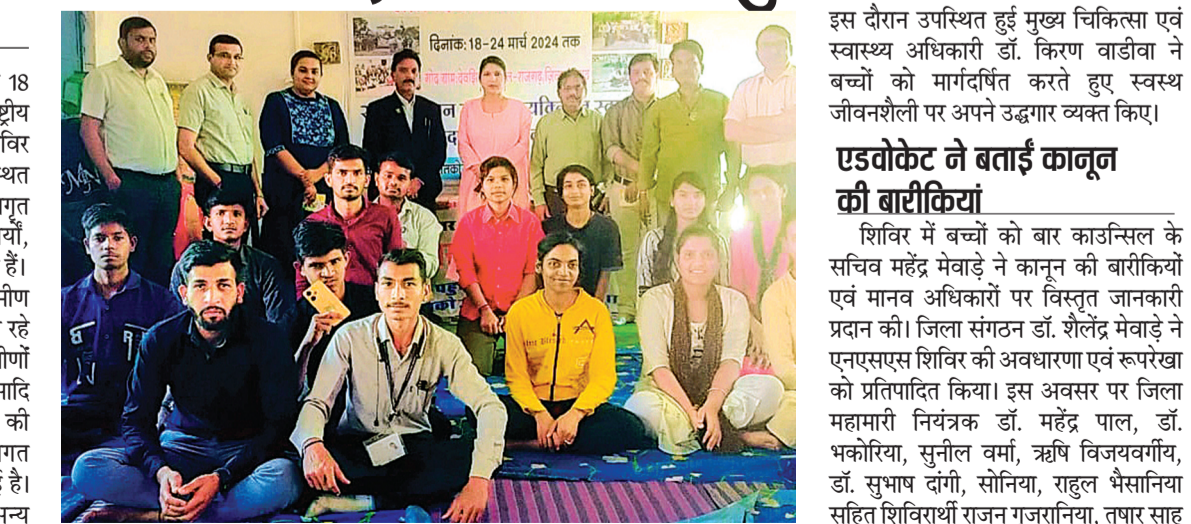 18
ष्ट्रीय
विर
स्थत
गृत
र्यों,
हैं।
मीण
रहे
गीणों
मादि
की
गत
है।
मन्य
दिनांक: 18-24 मार्च 2024 तक
इस दौरान उपस्थित हुई मुख्य चिकित्सा एवं
स्वास्थ्य अधिकारी डॉ. किरण वाडीवा ने
बच्चों को मार्गदर्षित करते हुए स्वस्थ
जीवनशैली पर अपने उद्धगार व्यक्त किए।
एडवोकेट ने बताईं कानून
की बारीकियां
शिविर में बच्चों को बार काउन्सिल के
सचिव महेंद्र मेवाड़े ने कानून की बारीकियों
एवं मानव अधिकारों पर विस्तृत जानकारी
प्रदान की। जिला संगठन डॉ. शैलेंद्र मेवाड़े ने
एनएसएस शिविर की अवधारणा एवं रूपरेखा
को प्रतिपादित किया। इस अवसर पर जिला
महामारी नियंत्रक डॉ. महेंद्र पाल, डॉ.
भकोरिया, सुनील वर्मा, ऋषि विजयवर्गीय,
डॉ. सुभाष दांगी, सोनिया, राहुल भैसानिया
सहित शिविरार्थी राजन गजरानिया, तुषार साहू